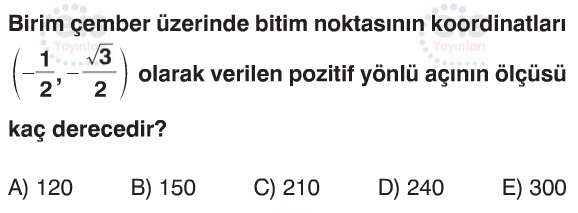 Birim çember üzerinde bitim noktasının koordinatları
(-1/2, -√3/2) olarak verilen pozitif yönlü açının ölçüsü
kaç derecedir?
A) 120 B) 150 C) 210 D) 240 E) 300